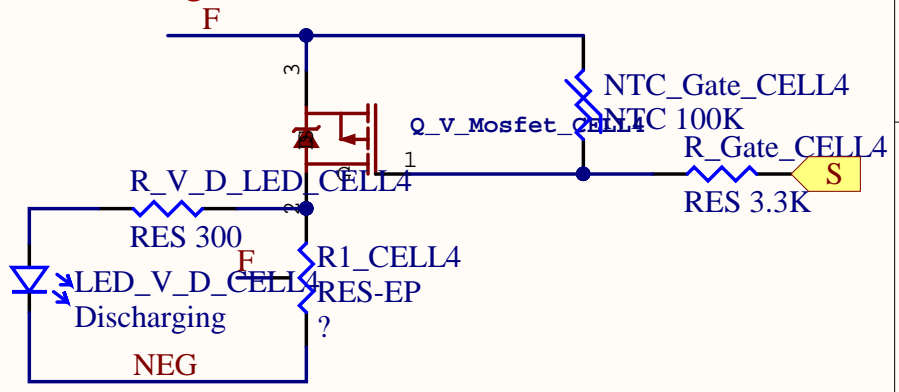 F
3
NTC_Gate_CELL4
NTC 100K
Q_V_Mosfet_CELL4
1
G
R_Gate_CELL4
S
RES 3.3K
R_V_D_LED_CELL4
2
RES 300
F
R1_CELL4
LED_V_D_CELL4
RES-EP
Discharging
?
NEG